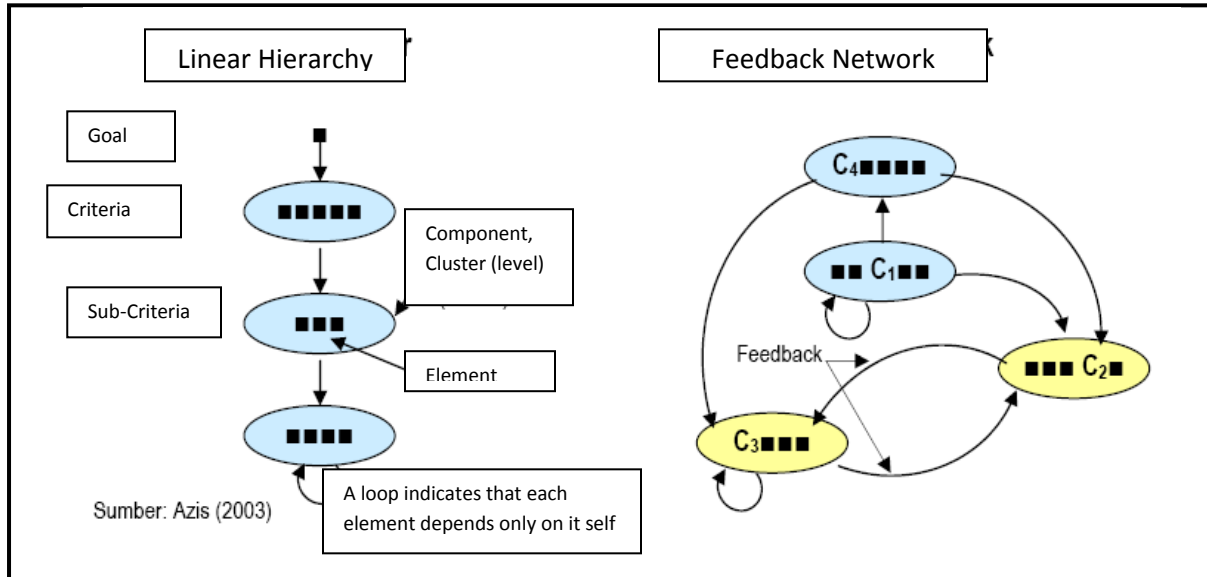 Linear Hierarchy
Feedback Network
Goal
Criteria
Component,
Cluster (level)
Sub-Criteria
Element
A loop indicates that each
element depends only on it self
Sumber: Azis (2003)
C4
C1
Feedback
C2
C3